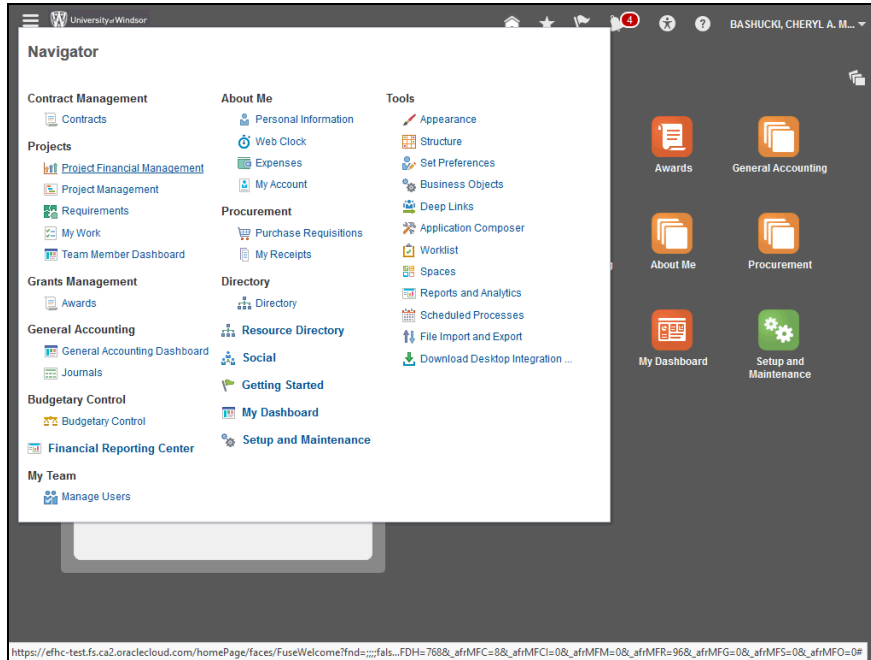 University of Windsor
4
BASHUCKI, CHERYL A. M...
Navigator
Contract Management
Contracts
Projects
Project Financial Management
Project Management
Requirements
My Work
Team Member Dashboard
Grants Management
Awards
General Accounting
General Accounting Dashboard
Journals
Budgetary Control
Budgetary Control
Financial Reporting Center
My Team
Manage Users
About Me
Personal Information
Web Clock
Expenses
My Account
Procurement
Purchase Requisitions
My Receipts
Directory
Directory
Resource Directory
Social
Getting Started
My Dashboard
Setup and Maintenance
Tools
Appearance
Structure
Set Preferences
Business Objects
Deep Links
Application Composer
Worklist
Spaces
Reports and Analytics
Scheduled Processes
File Import and Export
Download Desktop Integration ...
Awards
General Accounting
g
About Me
Procurement
My Dashboard
Setup and
Maintenance
https://efhc-test.fs.ca2.oraclecloud.com/homePage/faces/FuseWelcome?fnd=;;;;fals...FDH=768&_afrMFC=8&_afrMFCI=0&_afrMFM=0&_afrMFR=96&_afrMFG=0&_afrMFS=0&_afrMFO=0#